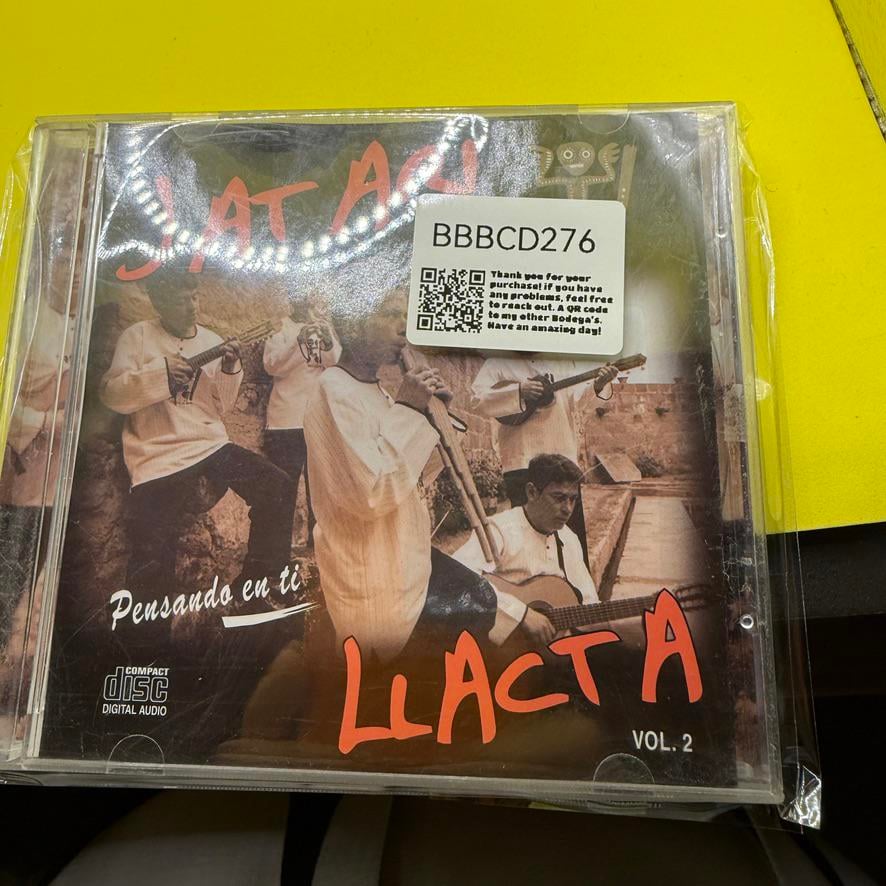 JATARI
BBBCD276
Thank you for your
purchase! if you have
any problems, feel free
to reach out. A QR code
to my other Bodega's.
Have an amazing day!
Pensando en ti
LLACTA
COMPACT
disc
DIGITAL AUDIO
VOL. 2